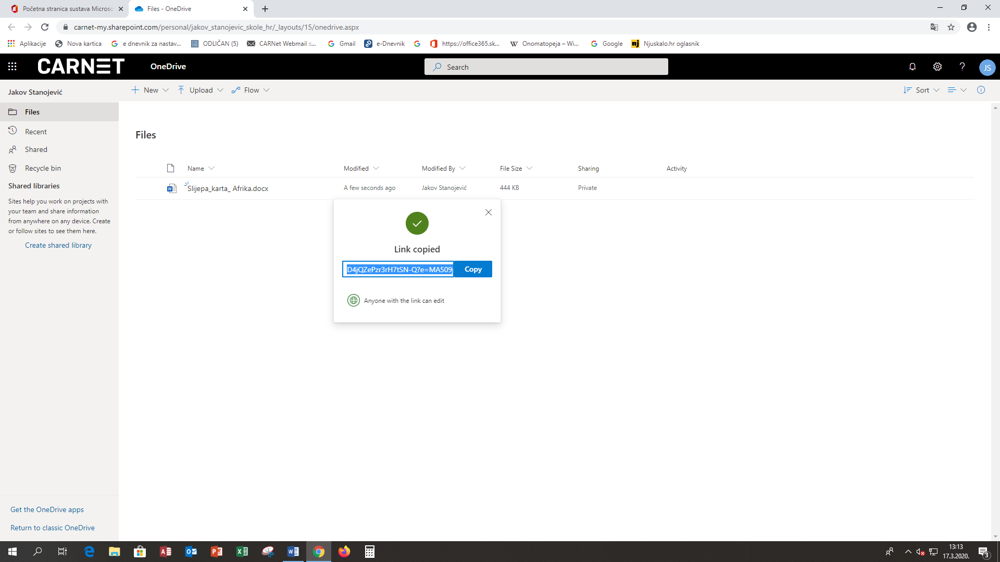 Početna stranica sustava Micros
Files - OneDrive
carnet-my.sharepoint.com/personal/jakov_stanojevic_skole_hr/_layouts/15/onedrive.aspx
Aplikacije Nova kartica e dnevnik za nastav... ODLIČAN (5) CARNet Webmail ::... Gmail e-Dnevnik https://office365.sk... Onomatopeja – Wi... Google Njuskalo.hr oglasnik
CARNET OneDrive Search JS
Jakov Stanojević
New Upload Flow Sort
Files
Recent
Shared
Recycle bin
Shared libraries
Sites help you work on projects with
your team and share information
from anywhere on any device. Create
or follow sites to see them here.
Create shared library
Get the OneDrive apps
Return to classic OneDrive
Files
Name Modified Modified By File Size Sharing Activity
Slijepa_karta_ Afrika.docx A few seconds ago Jakov Stanojević 444 KB Private
Link copied
D4jQZePzr3rH7tSN-Q?e=MA509j Copy
Anyone with the link can edit
13:13
17.3.2020.
3